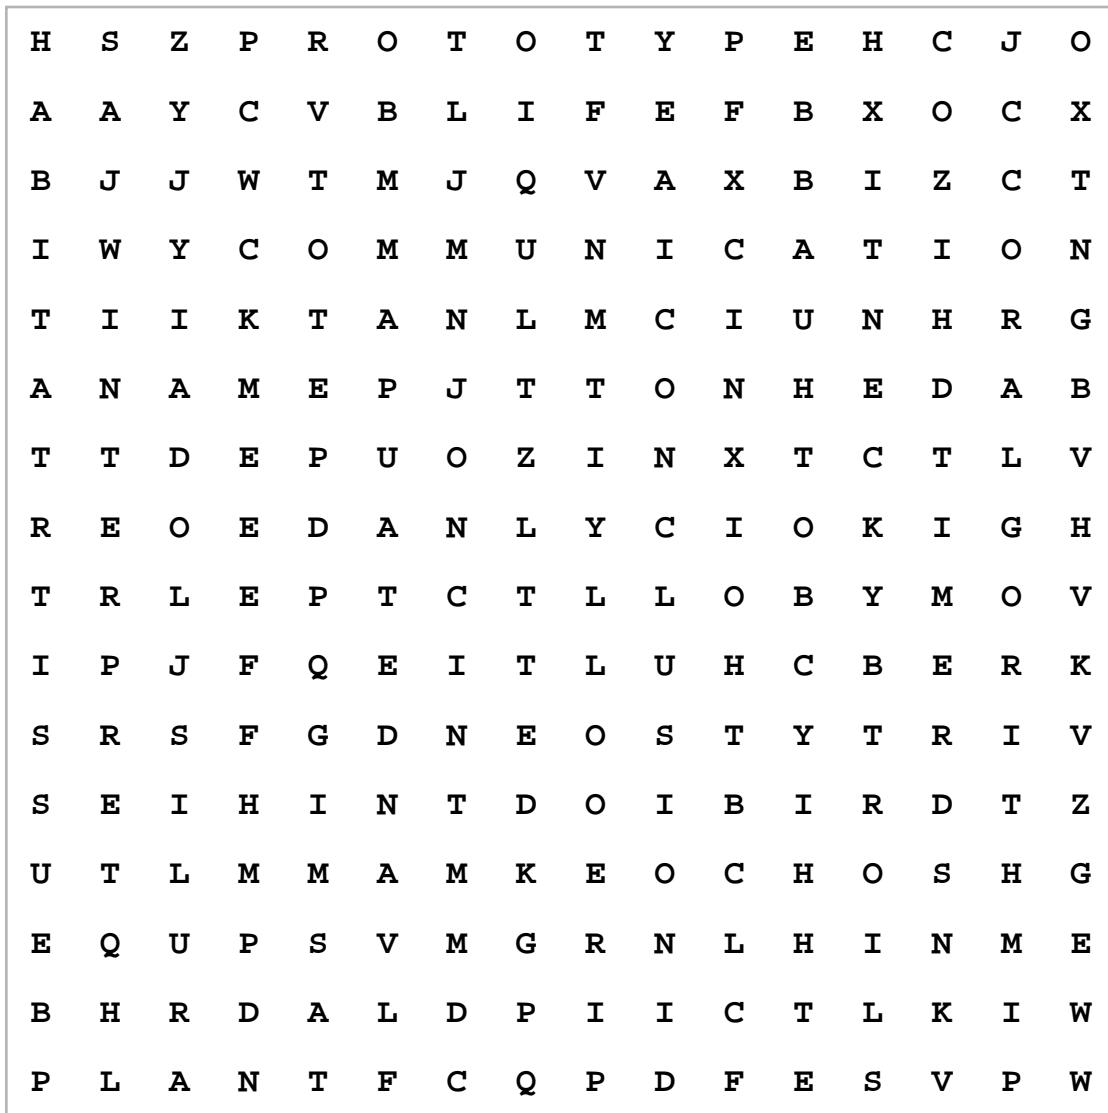 H S Z P R O T O T Y P E H C J O
A A Y C V B L I F E F B X O C X
B J J W T M J Q V A X B I Z C T
I W Y C O M M U N I C A T I O N
T I I K T A N L M C I U N H R G
A N A M E P J T T O N H E D A B
T T D E P U O Z I N X T C T L V
R E O E D A N L Y C I O K I G H
T R L E P T C T L L O B Y M O V
I P J F Q E I T L U H C B E R K
S R S F G D N E O S T Y T R I V
S E I H I N T D O I B I R D T Z
U T L M M A M K E O C H O S H G
E Q U P S V M G R N L H I N M E
B H R D A L D P I I C T L K I W
P L A N T F C Q P D F E S V P W